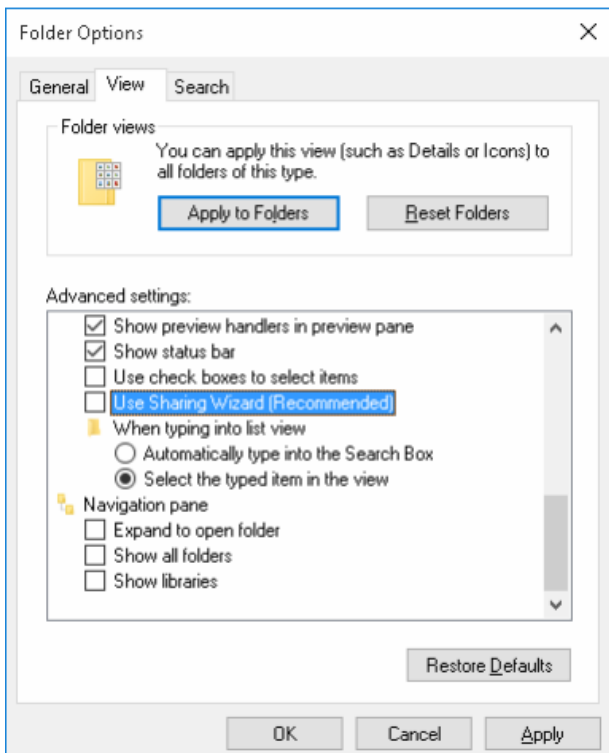 Folder Options
General View Search
Folder views
You can apply this view (such as Details or Icons) to
all folders of this type.
Apply to Folders Reset Folders
Advanced settings:
Show preview handlers in preview pane
Show status bar
Use check boxes to select items
Use Sharing Wizard (Recommended)
When typing into list view
Automatically type into the Search Box
Select the typed item in the view
Navigation pane
Expand to open folder
Show all folders
Show libraries
Restore Defaults
OK Cancel Apply